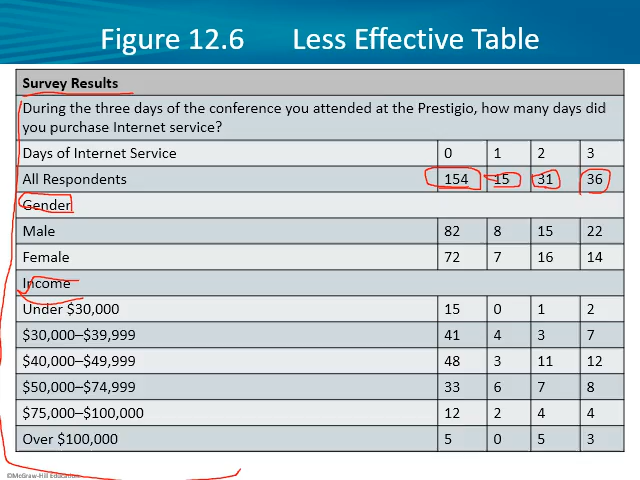 Figure 12.6 Less Effective Table
Survey Results
During the three days of the conference you attended at the Prestigio, how many days did
you purchase Internet service?
Days of Internet Service 0 1 2 3
All Respondents 154 15 31 36
Gender
Male 82 8 15 22
Female 72 7 16 14
Income
Under $30,000 15 0 1 2
$30,000–$39,999 41 4 3 7
$40,000–$49,999 48 3 11 12
$50,000–$74,999 33 6 7 8
$75,000–$100,000 12 2 4 4
Over $100,000 5 0 5 3
©McGraw-Hill Education